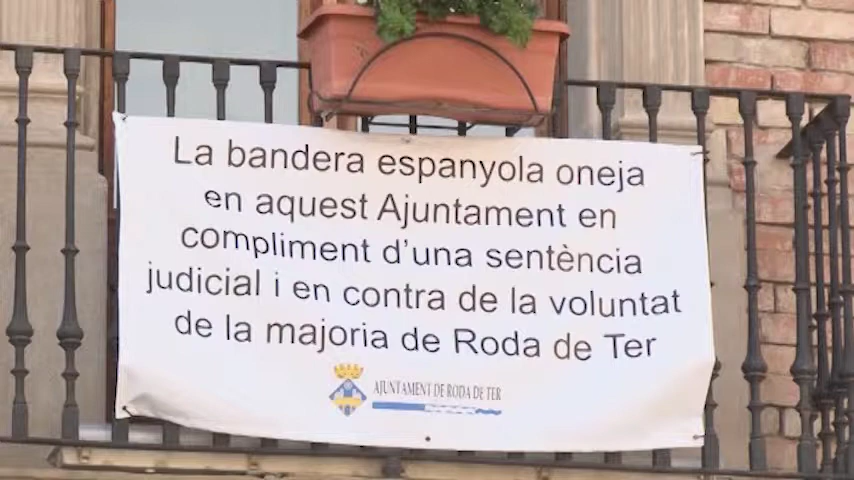 La bandera espanyola oneja
en aquest Ajuntament en
compliment d'una sentència
judicial i en contra de la voluntat
de la majoria de Roda de Ter
AJUNTAMENT DE RODA DE TER